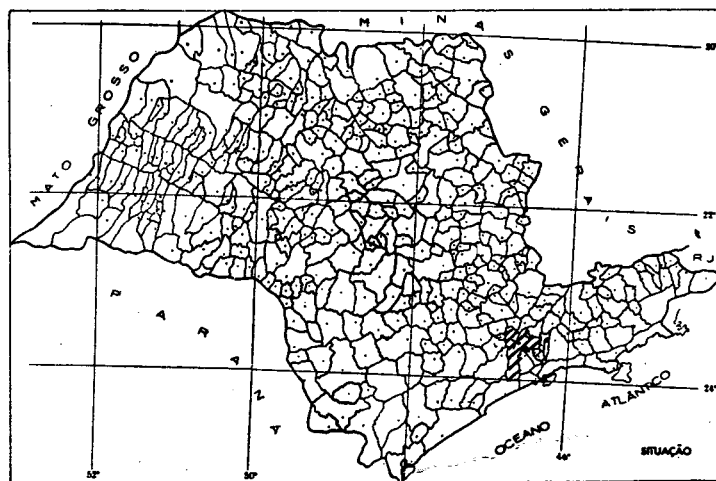 MINAS GERAIS
20°
MATO GROSSO
22°
RJ
PARANÁ
24°
OCEANO ATLÂNTICO
SITUAÇÃO
52°
50°
46°